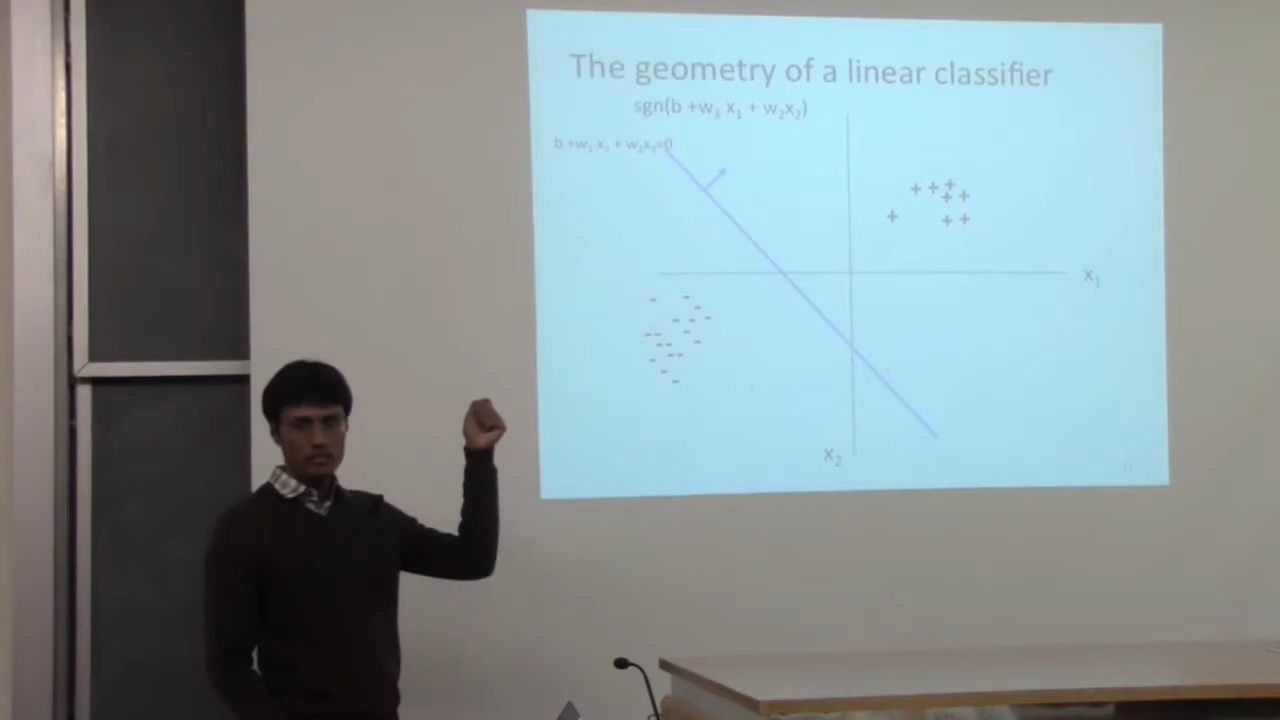 The geometry of a linear classifier
sgn(b +w₁ x₁ + w₂x₂)
b +w₁ x₁ + w₂x₂=0
x₁
x₂